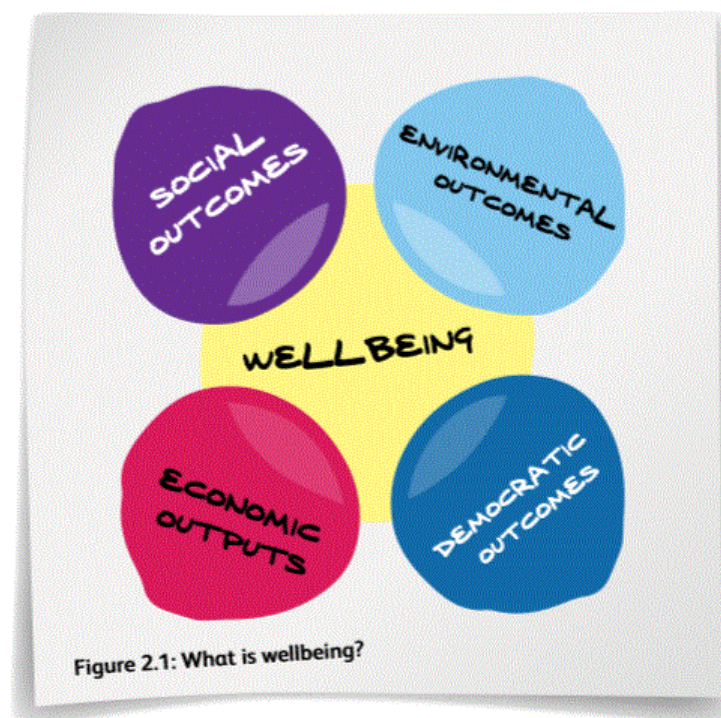 SOCIAL
OUTCOMES
ENVIRONMENTAL
OUTCOMES
WELLBEING
ECONOMIC
OUTPUTS
DEMOCRATIC
OUTCOMES
Figure 2.1: What is wellbeing?